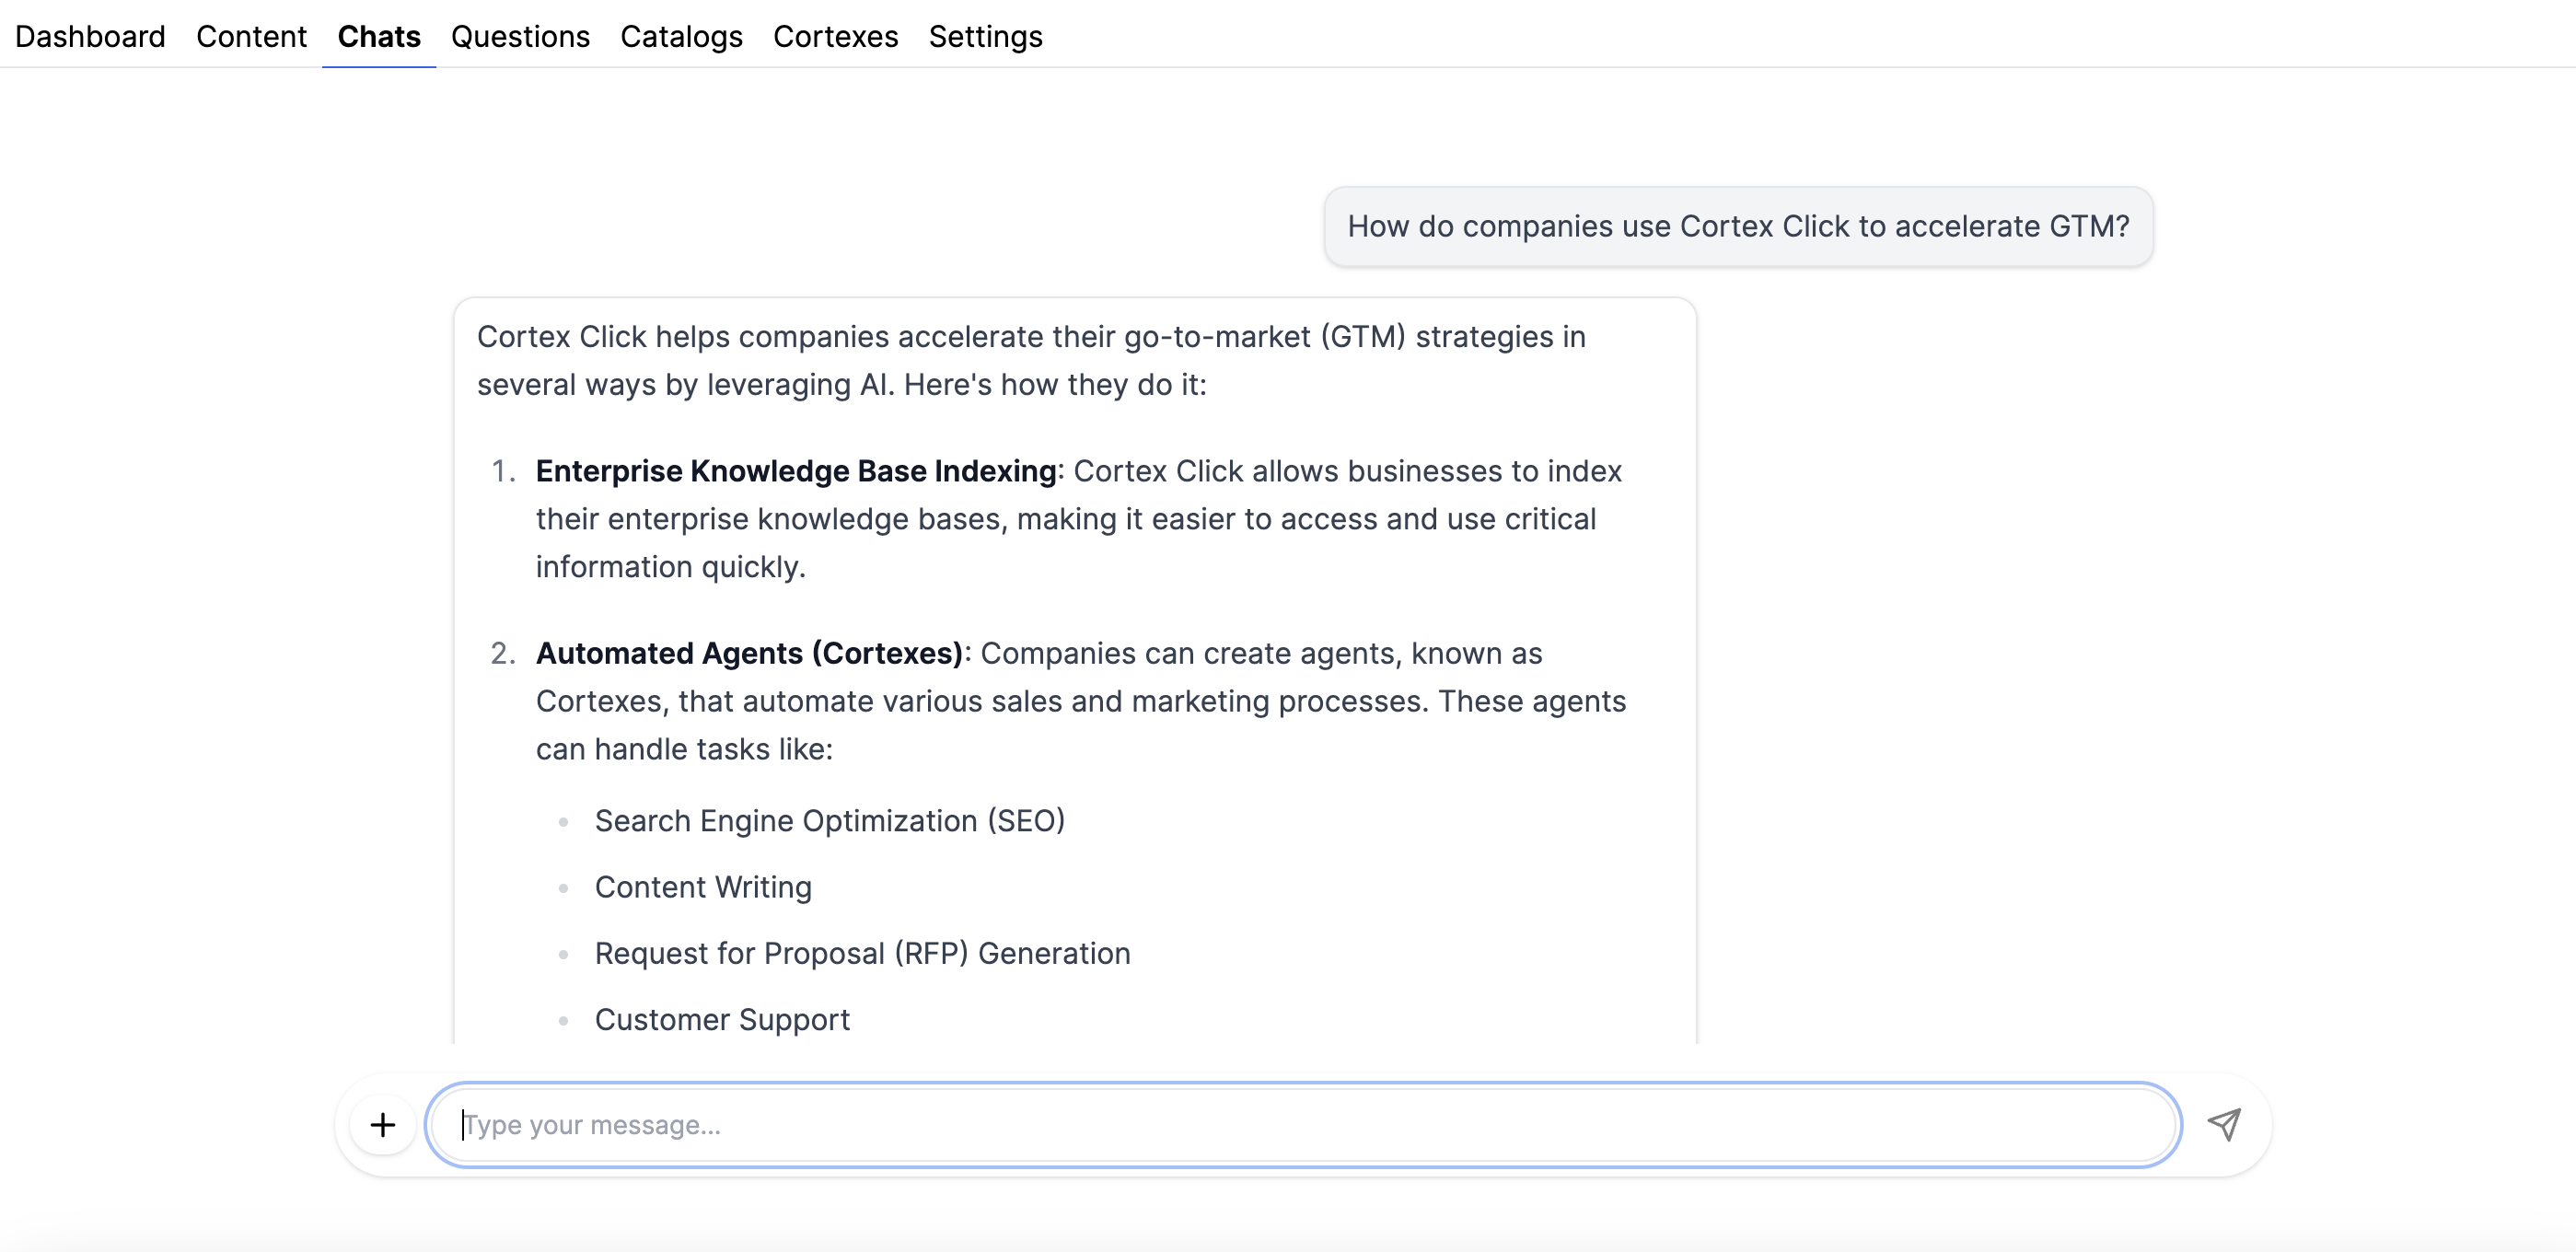 Dashboard Content Chats Questions Catalogs Cortexes Settings
How do companies use Cortex Click to accelerate GTM?
Cortex Click helps companies accelerate their go-to-market (GTM) strategies in
several ways by leveraging AI. Here's how they do it:
1. Enterprise Knowledge Base Indexing: Cortex Click allows businesses to index
their enterprise knowledge bases, making it easier to access and use critical
information quickly.
2. Automated Agents (Cortexes): Companies can create agents, known as
Cortexes, that automate various sales and marketing processes. These agents
can handle tasks like:
• Search Engine Optimization (SEO)
• Content Writing
• Request for Proposal (RFP) Generation
• Customer Support
Type your message...